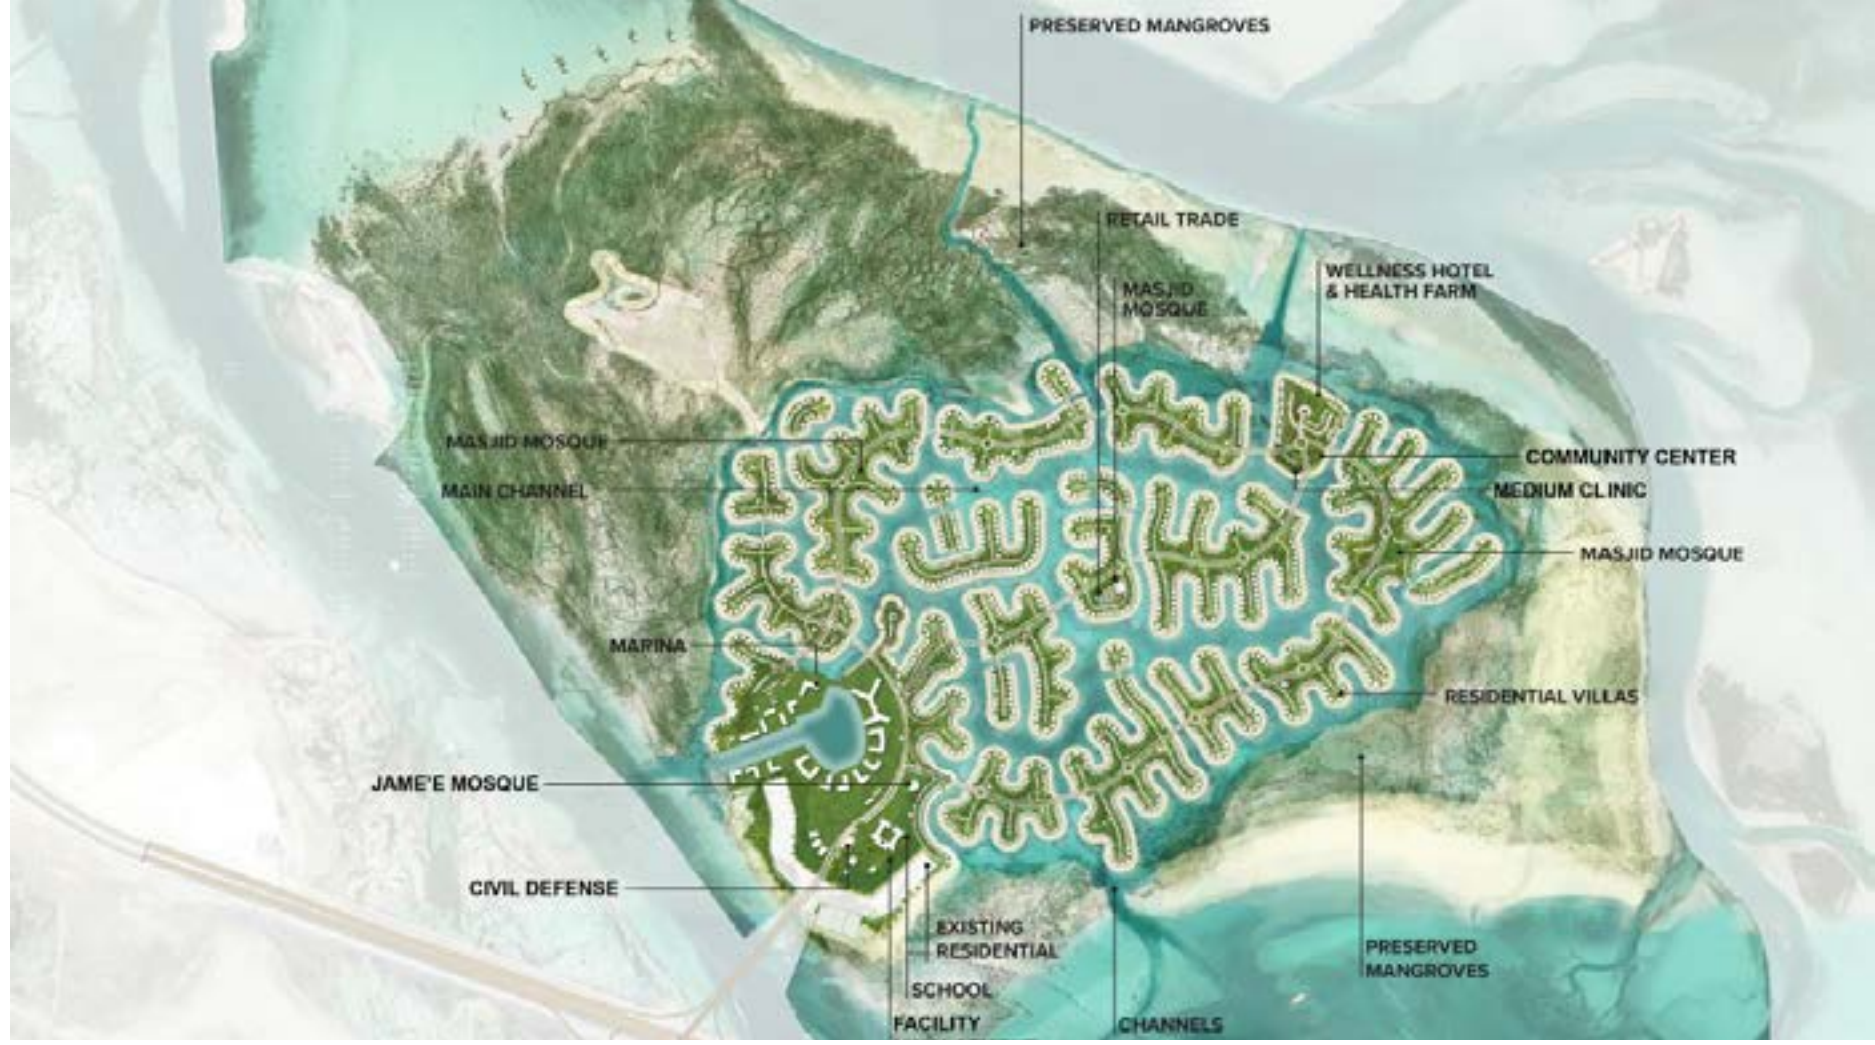 PRESERVED MANGROVES
RETAIL TRADE
WELLNESS HOTEL
& HEALTH FARM
MASJID
MOSQUE
MASJID MOSQUE
COMMUNITY CENTER
MAIN CHANNEL
MEDIUM CLINIC
MASJID MOSQUE
MARINA
RESIDENTIAL VILLAS
JAME'E MOSQUE
CIVIL DEFENSE
EXISTING
RESIDENTIAL
PRESERVED
MANGROVES
SCHOOL
FACILITY
CHANNELS